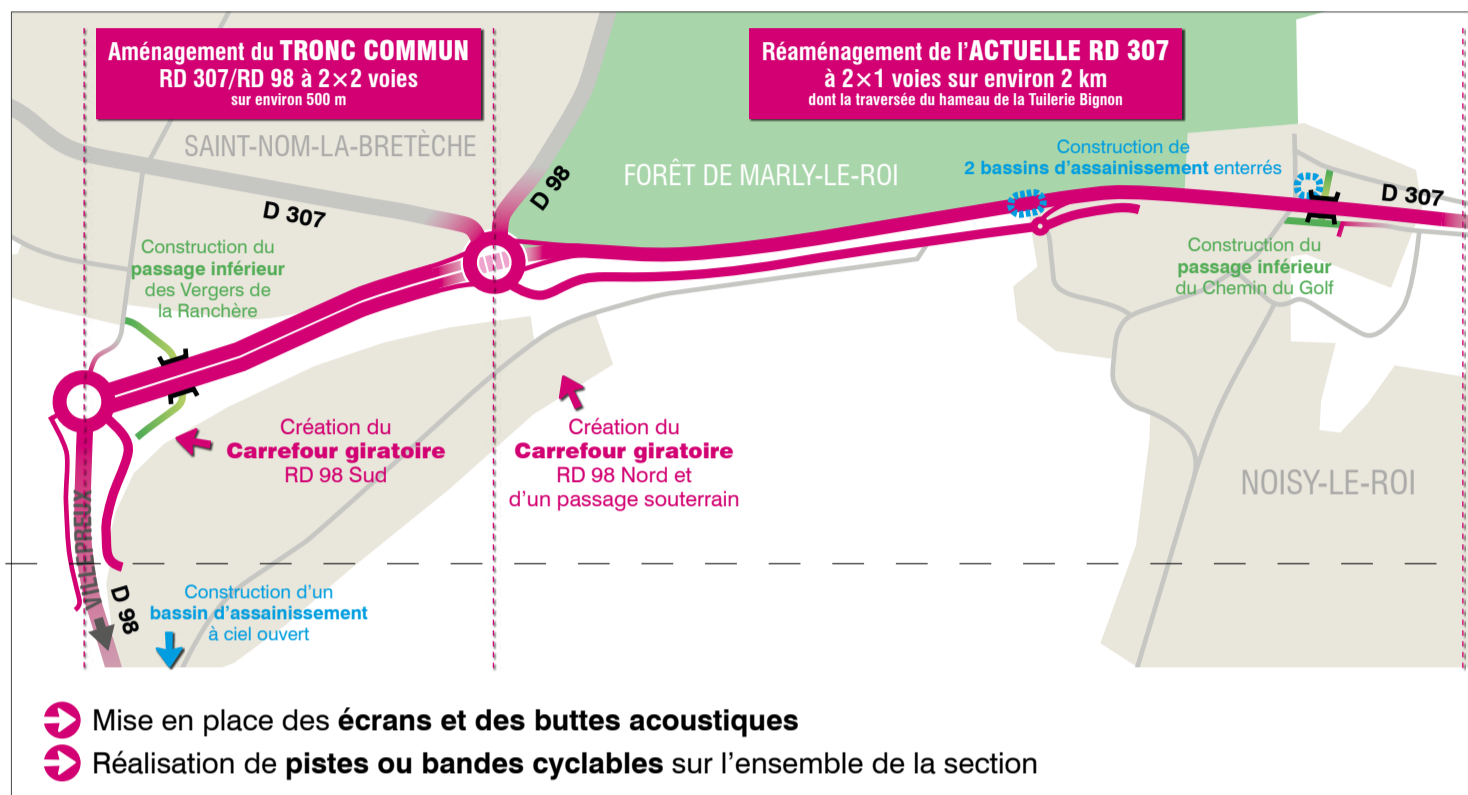 Aménagement du TRONC COMMUN
RD 307/RD 98 à 2×2 voies
sur environ 500 m
Réaménagement de l'ACTUELLE RD 307
à 2×1 voies sur environ 2 km
dont la traversée du hameau de la Tuilerie Bignon
SAINT-NOM-LA-BRETÈCHE
D 307
D 98
FORÊT DE MARLY-LE-ROI
Construction de
2 bassins d'assainissement enterrés
D 307
Construction du
passage inférieur
des Vergers de
la Ranchère
Construction du
passage inférieur
du Chemin du Golf
Création du
Carrefour giratoire
RD 98 Sud
Création du
Carrefour giratoire
RD 98 Nord et
d'un passage souterrain
NOISY-LE-ROI
VILLEPREUX
D 98
Construction d'un
bassin d'assainissement
à ciel ouvert
Mise en place des écrans et des buttes acoustiques
Réalisation de pistes ou bandes cyclables sur l'ensemble de la section